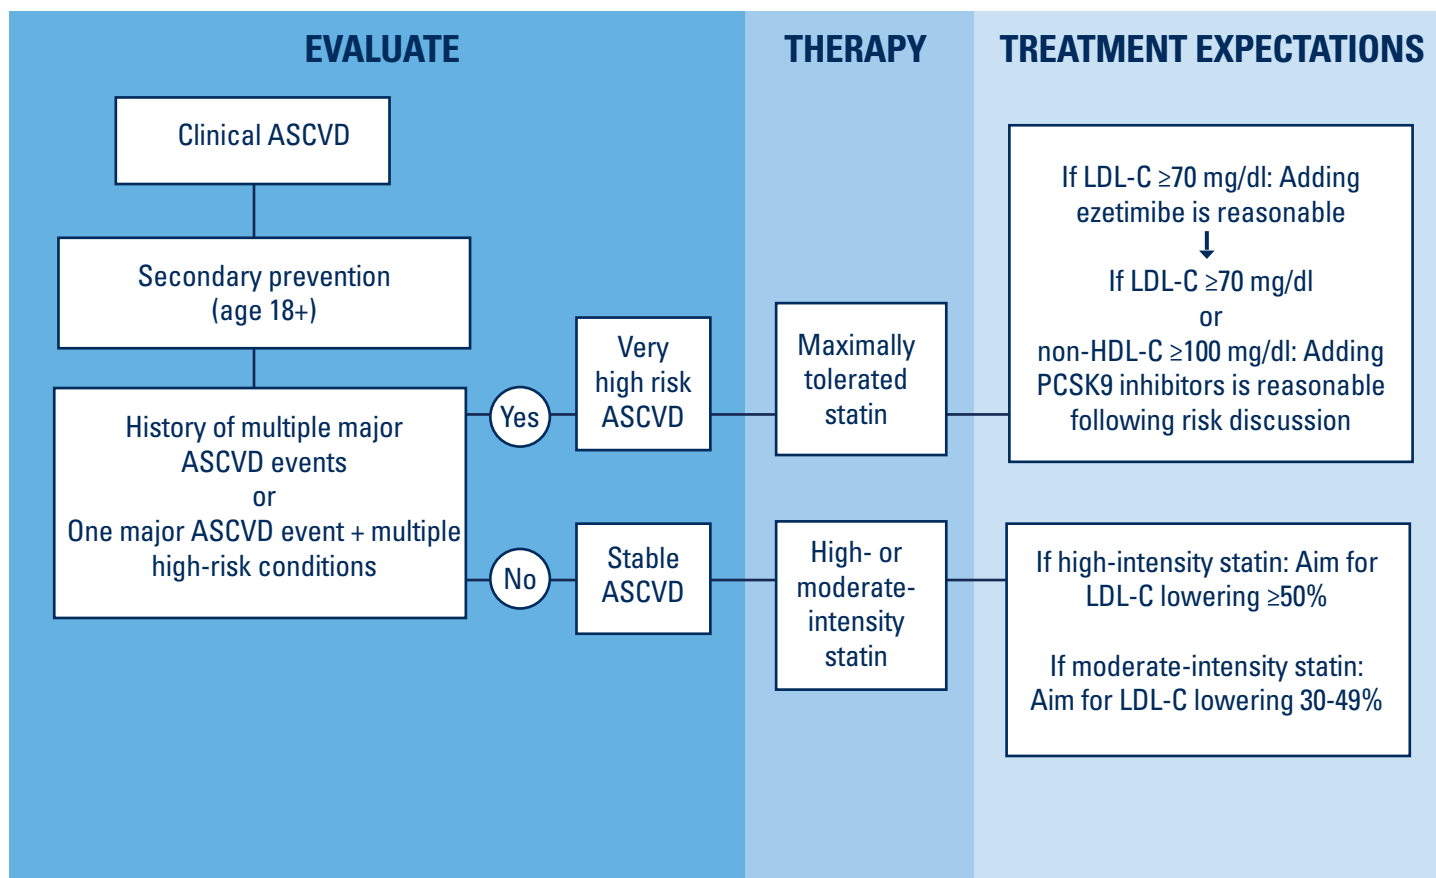 EVALUATE
THERAPY
TREATMENT EXPECTATIONS
Clinical ASCVD
Secondary prevention
(age 18+)
History of multiple major
ASCVD events
or
One major ASCVD event + multiple
high-risk conditions
Yes
Very
high risk
ASCVD
Maximally
tolerated
statin
If LDL-C ≥70 mg/dl: Adding
ezetimibe is reasonable
If LDL-C ≥70 mg/dl
or
non-HDL-C ≥100 mg/dl: Adding
PCSK9 inhibitors is reasonable
following risk discussion
No
Stable
ASCVD
High- or
moderate-
intensity
statin
If high-intensity statin: Aim for
LDL-C lowering ≥50%
If moderate-intensity statin:
Aim for LDL-C lowering 30-49%